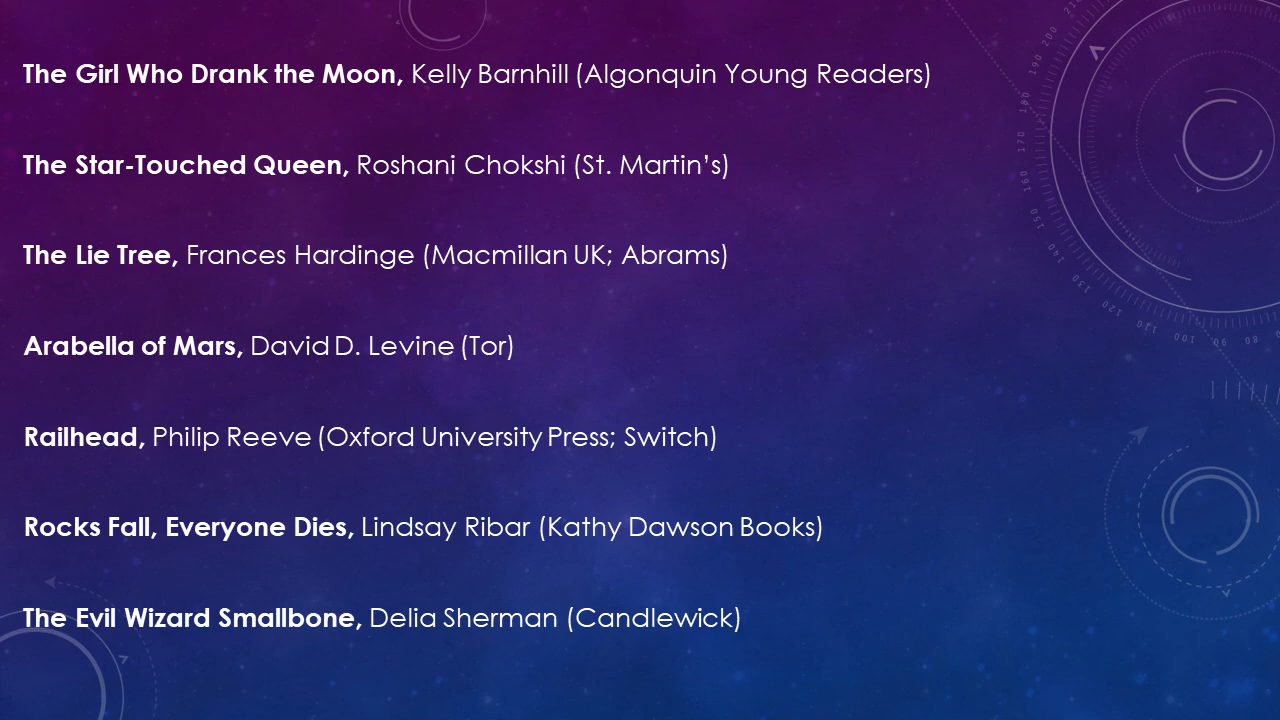 The Girl Who Drank the Moon, Kelly Barnhill (Algonquin Young Readers)
The Star-Touched Queen, Roshani Chokshi (St. Martin’s)
The Lie Tree, Frances Hardinge (Macmillan UK; Abrams)
Arabella of Mars, David D. Levine (Tor)
Railhead, Philip Reeve (Oxford University Press; Switch)
Rocks Fall, Everyone Dies, Lindsay Ribar (Kathy Dawson Books)
The Evil Wizard Smallbone, Delia Sherman (Candlewick)